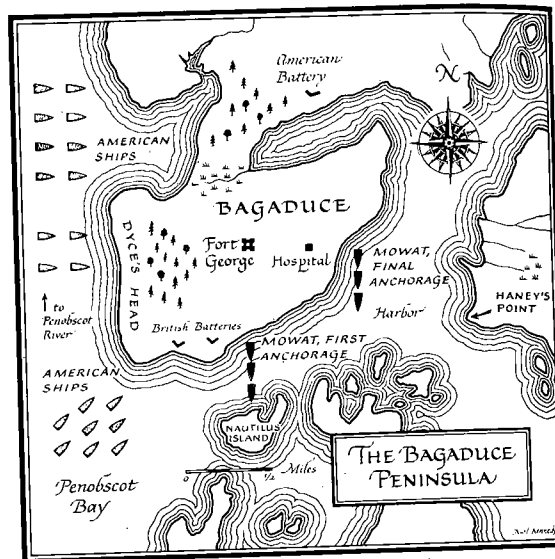 American
Battery
N
AMERICAN
SHIPS
BAGADUCE
DYCE'S HEAD
Fort
George
Hospital
MOWAT,
FINAL
ANCHORAGE
HANEY'S
POINT
Harbor
to
Penobscot
River
British Batteries
MOWAT, FIRST
ANCHORAGE
AMERICAN
SHIPS
NAUTILUS
ISLAND
0 1/2 Miles
Penobscot
Bay
THE BAGADUCE
PENINSULA